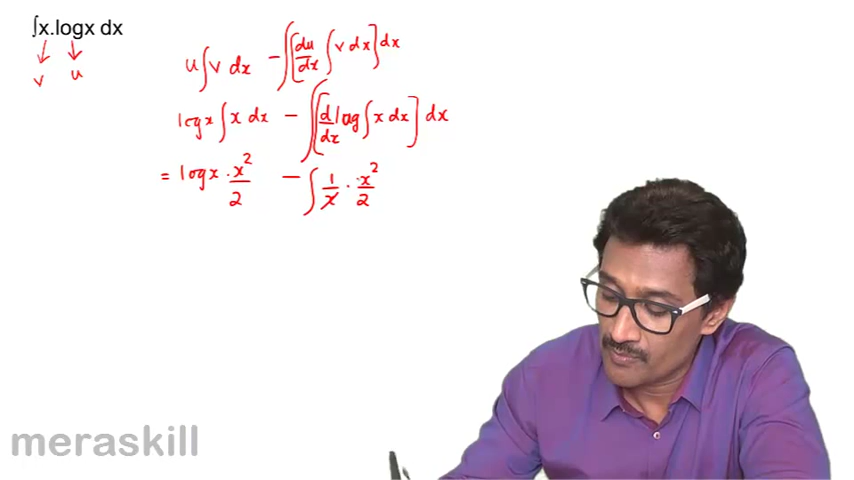 ∫x.logx dx
v u
u∫v dx − ∫[du/dx ∫v dx] dx
logx ∫x dx − ∫[d/dx log ∫x dx] dx
= logx · x²/2 − ∫ 1/x · x²/2
meraskill